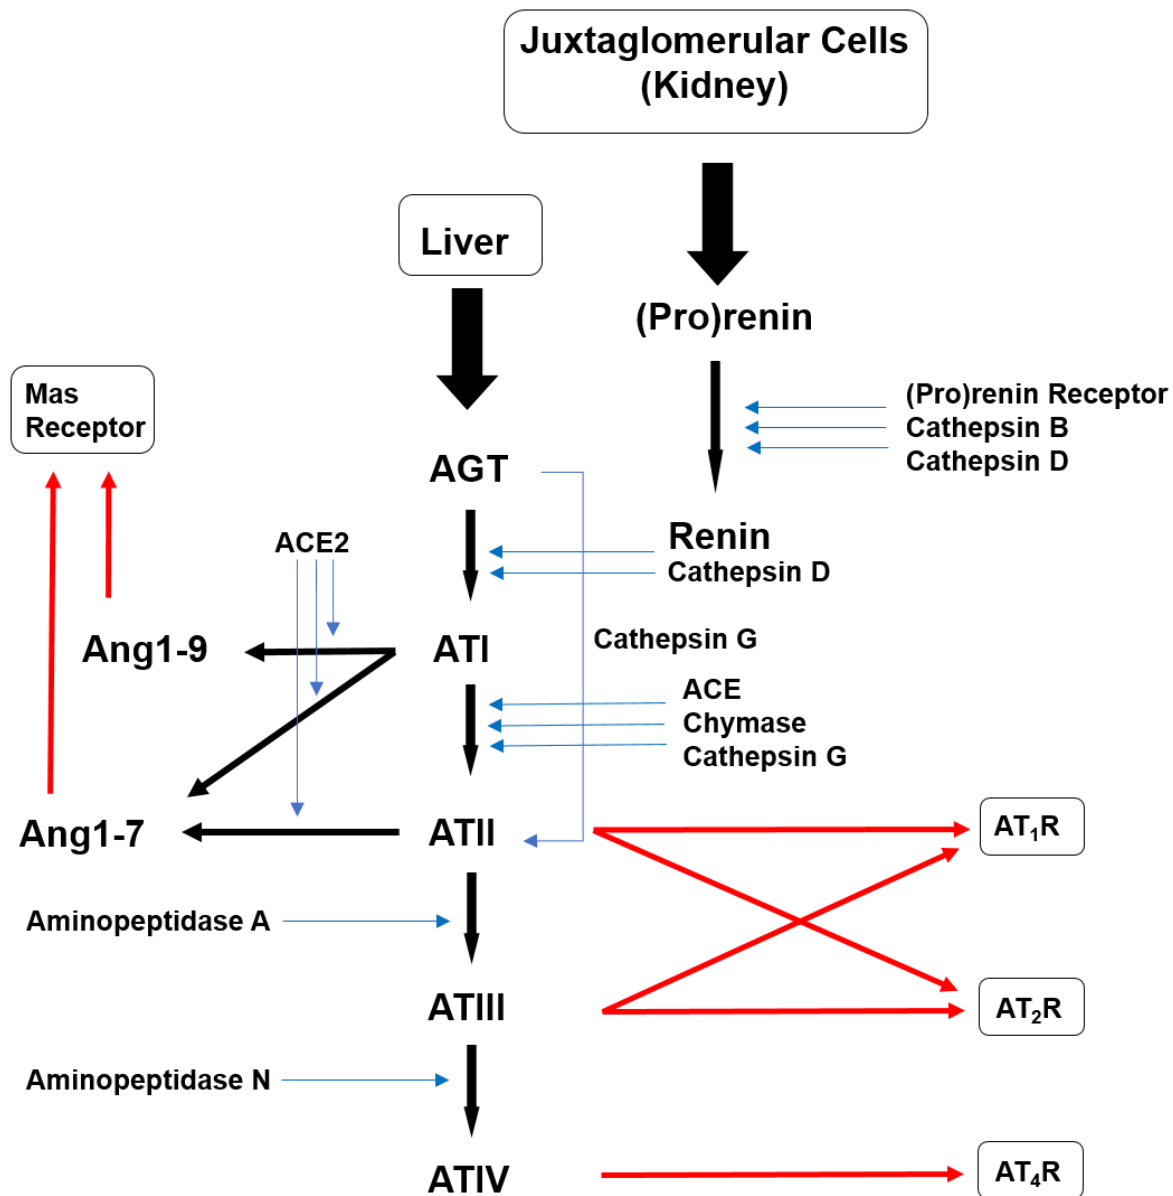 Juxtaglomerular Cells
(Kidney)
Liver
(Pro)renin
Mas
Receptor
(Pro)renin Receptor
Cathepsin B
Cathepsin D
AGT
ACE2
Renin
Cathepsin D
Ang1-9
ATI
Cathepsin G
ACE
Chymase
Cathepsin G
Ang1-7
ATII
AT₁R
Aminopeptidase A
ATIII
AT₂R
Aminopeptidase N
ATIV
AT₄R